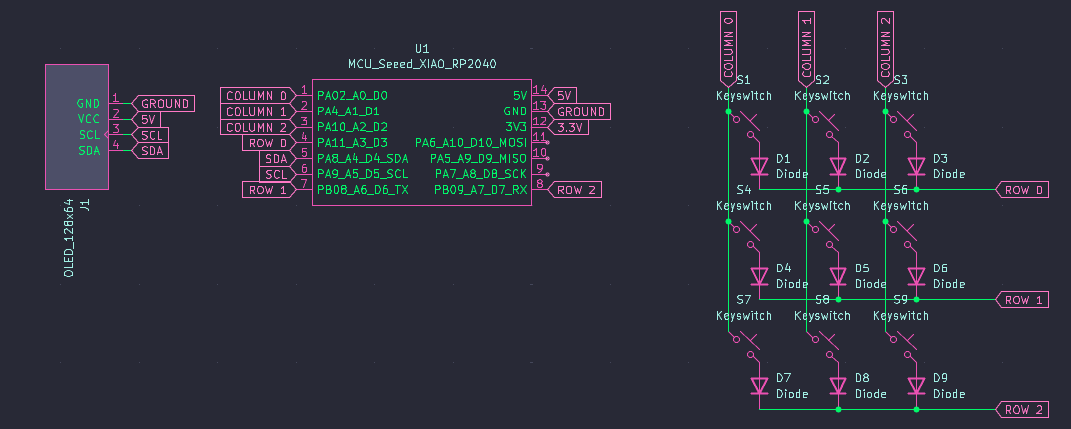 GND 1 GROUND
VCC 2 5V
SCL 3 SCL
SDA 4 SDA
J1
OLED_128x64
U1
MCU_Seeed_XIAO_RP2040
COLUMN 0 1 PA02_A0_D0
COLUMN 1 2 PA4_A1_D1
COLUMN 2 3 PA10_A2_D2
ROW 0 4 PA11_A3_D3
SDA 5 PA8_A4_D4_SDA
SCL 6 PA9_A5_D5_SCL
ROW 1 7 PB08_A6_D6_TX
5V 14 5V
GND 13 GROUND
3V3 12 3.3V
PA6_A10_D10_MOSI 11
PA5_A9_D9_MISO 10
PA7_A8_D8_SCK 9
PB09_A7_D7_RX 8 ROW 2
COLUMN 0
COLUMN 1
COLUMN 2
S1 S2 S3
Keyswitch Keyswitch Keyswitch
D1 D2 D3
Diode Diode Diode
ROW 0
S4 S5 S6
Keyswitch Keyswitch Keyswitch
D4 D5 D6
Diode Diode Diode
ROW 1
S7 S8 S9
Keyswitch Keyswitch Keyswitch
D7 D8 D9
Diode Diode Diode
ROW 2